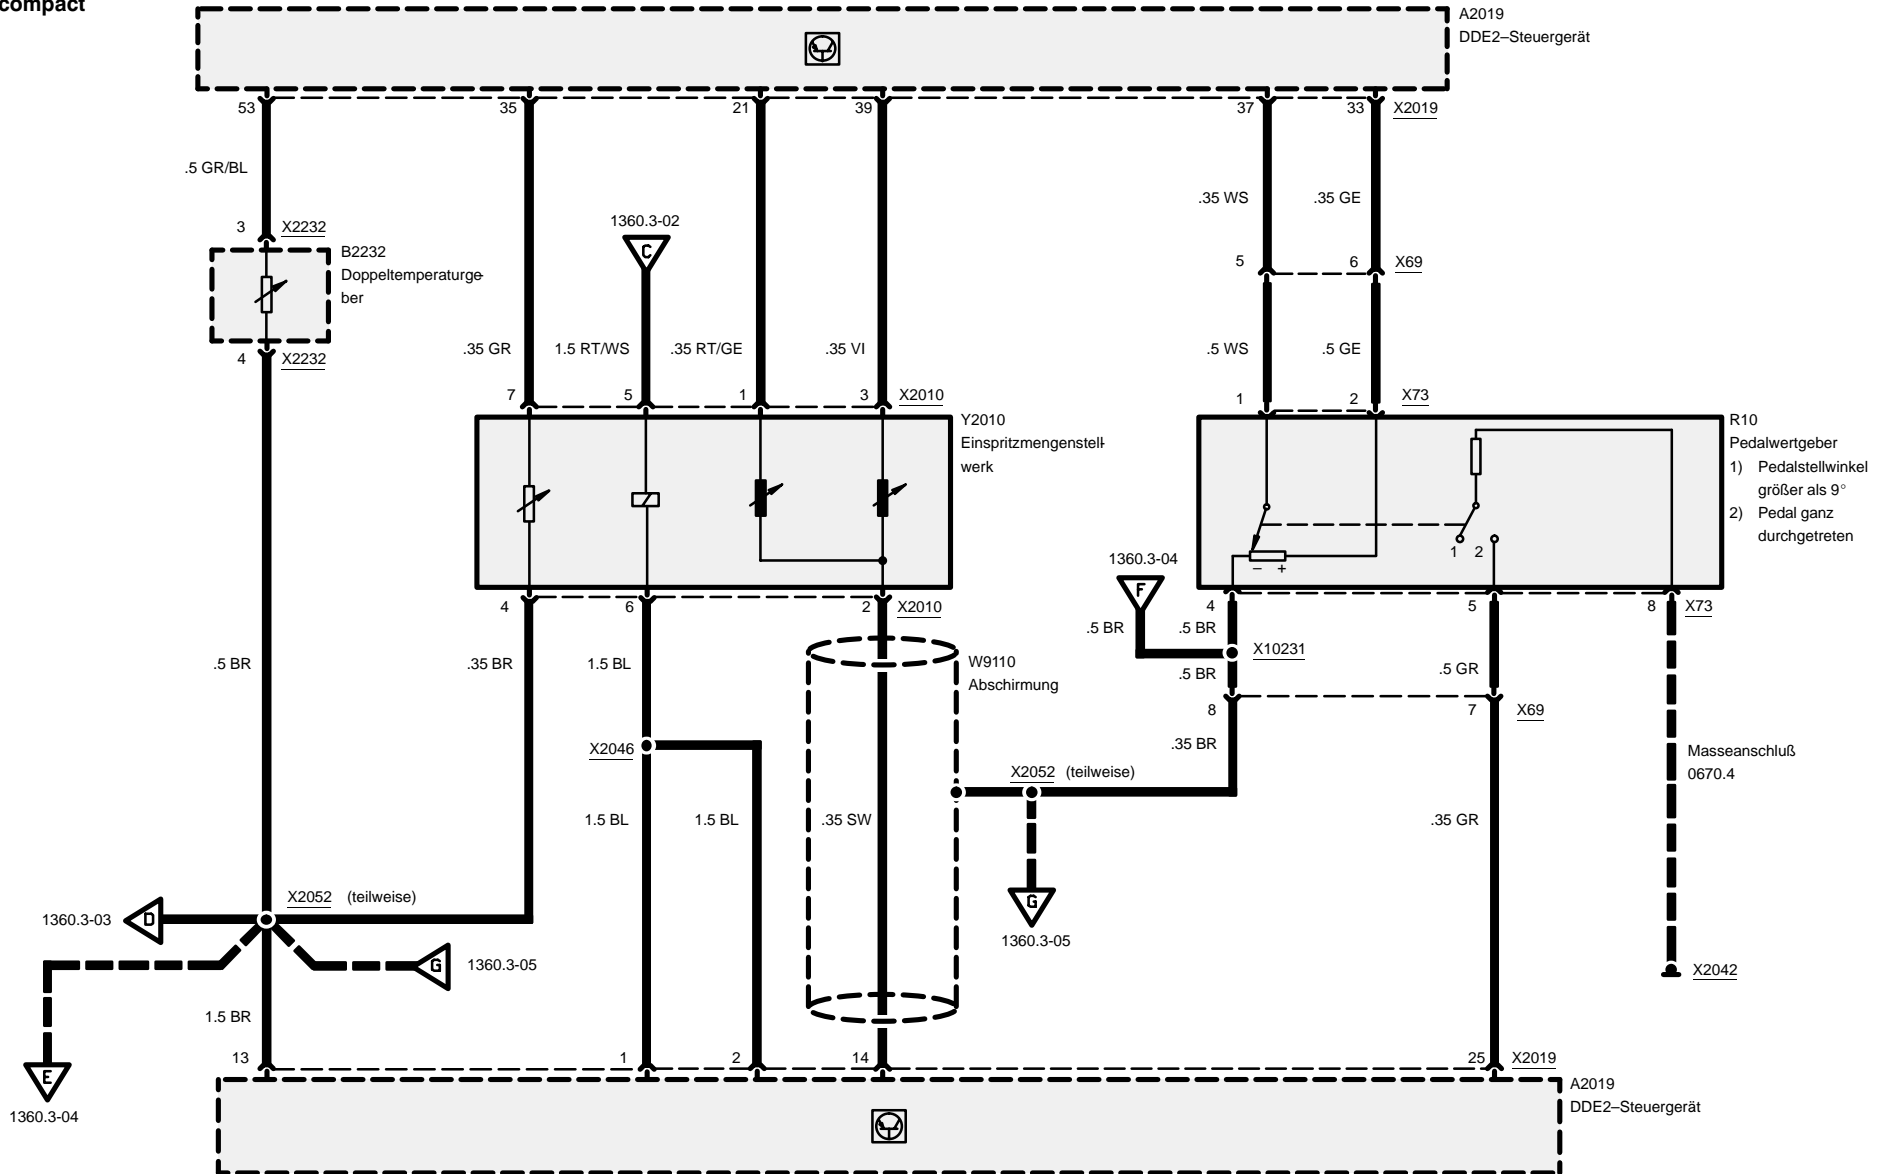 compact
A2019
DDE2–Steuergerät
53
35
21
39
37
33
X2019
.5 GR/BL
.35 WS
.35 GE
3
X2232
1360.3-02
C
B2232
Doppeltemperaturge-
ber
5
6
X69
4
X2232
.35 GR
1.5 RT/WS
.35 RT/GE
.35 VI
.5 WS
.5 GE
7
5
1
3
X2010
1
2
X73
Y2010
Einspritzmengenstell-
werk
R10
Pedalwertgeber
1) Pedalstellwinkel
größer als 9°
2) Pedal ganz
durchgetreten
1
2
– +
1360.3-04
F
4
6
2
X2010
4
5
8
X73
.5 BR
.5 BR
X10231
.5 BR
.35 BR
1.5 BL
W9110
Abschirmung
.5 BR
.5 GR
8
7
X69
X2046
.35 BR
Masseanschluß
0670.4
X2052 (teilweise)
1.5 BL
1.5 BL
.35 SW
.35 GR
X2052 (teilweise)
G
1360.3-03
D
1360.3-05
G
1360.3-05
X2042
1.5 BR
13
1
2
14
25
X2019
E
1360.3-04
A2019
DDE2–Steuergerät